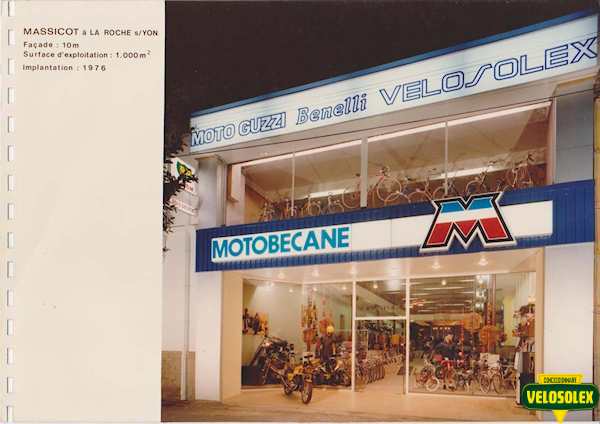 MASSICOT à LA ROCHE s/YON
Façade : 10m
Surface d'exploitation : 1.000m²
Implantation : 1976
MOTO GUZZI Benelli VELOSOLEX
MOTOBECANE M
CONCESSIONNAIRE
VELOSOLEX